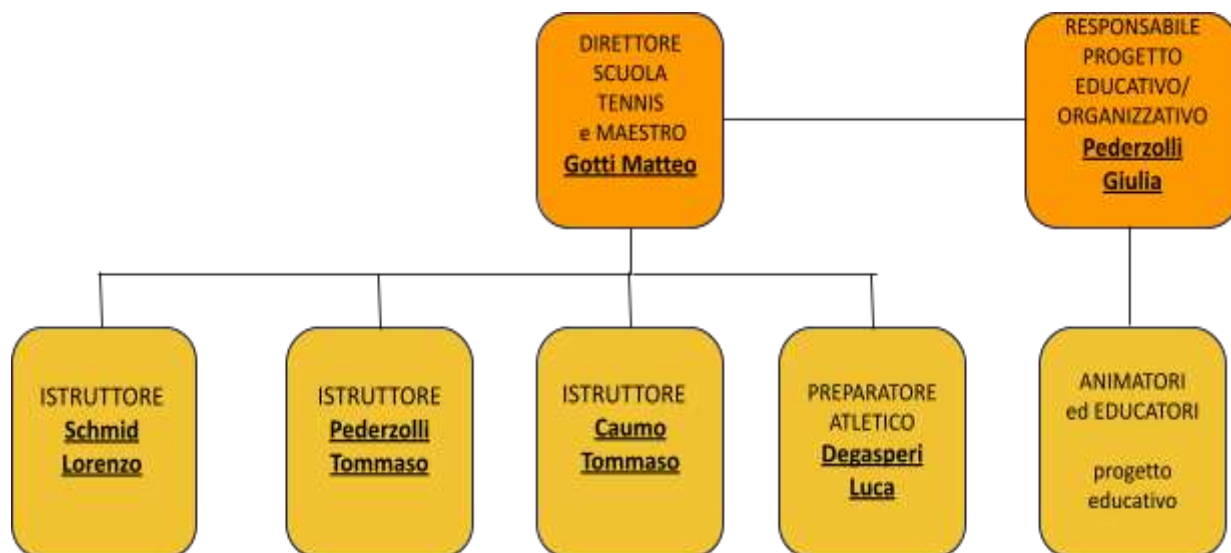 DIRETTORE
SCUOLA
TENNIS
e MAESTRO
Gotti Matteo
RESPONSABILE
PROGETTO
EDUCATIVO/
ORGANIZZATIVO
Pederzolli
Giulia
ISTRUTTORE
Schmid
Lorenzo
ISTRUTTORE
Pederzolli
Tommaso
ISTRUTTORE
Caumo
Tommaso
PREPARATORE
ATLETICO
Degasperi
Luca
ANIMATORI
ed EDUCATORI
progetto
educativo